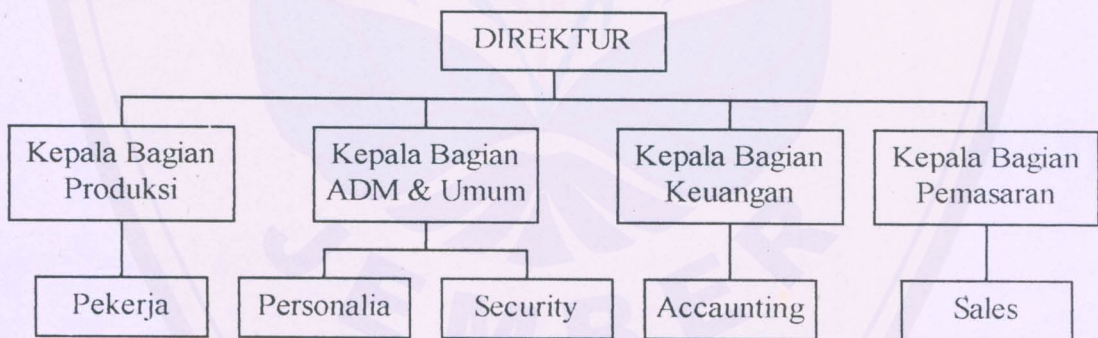 DIREKTUR
Kepala Bagian
Produksi
Kepala Bagian
ADM & Umum
Kepala Bagian
Keuangan
Kepala Bagian
Pemasaran
Pekerja
Personalia
Security
Accaunting
Sales
JEMBER